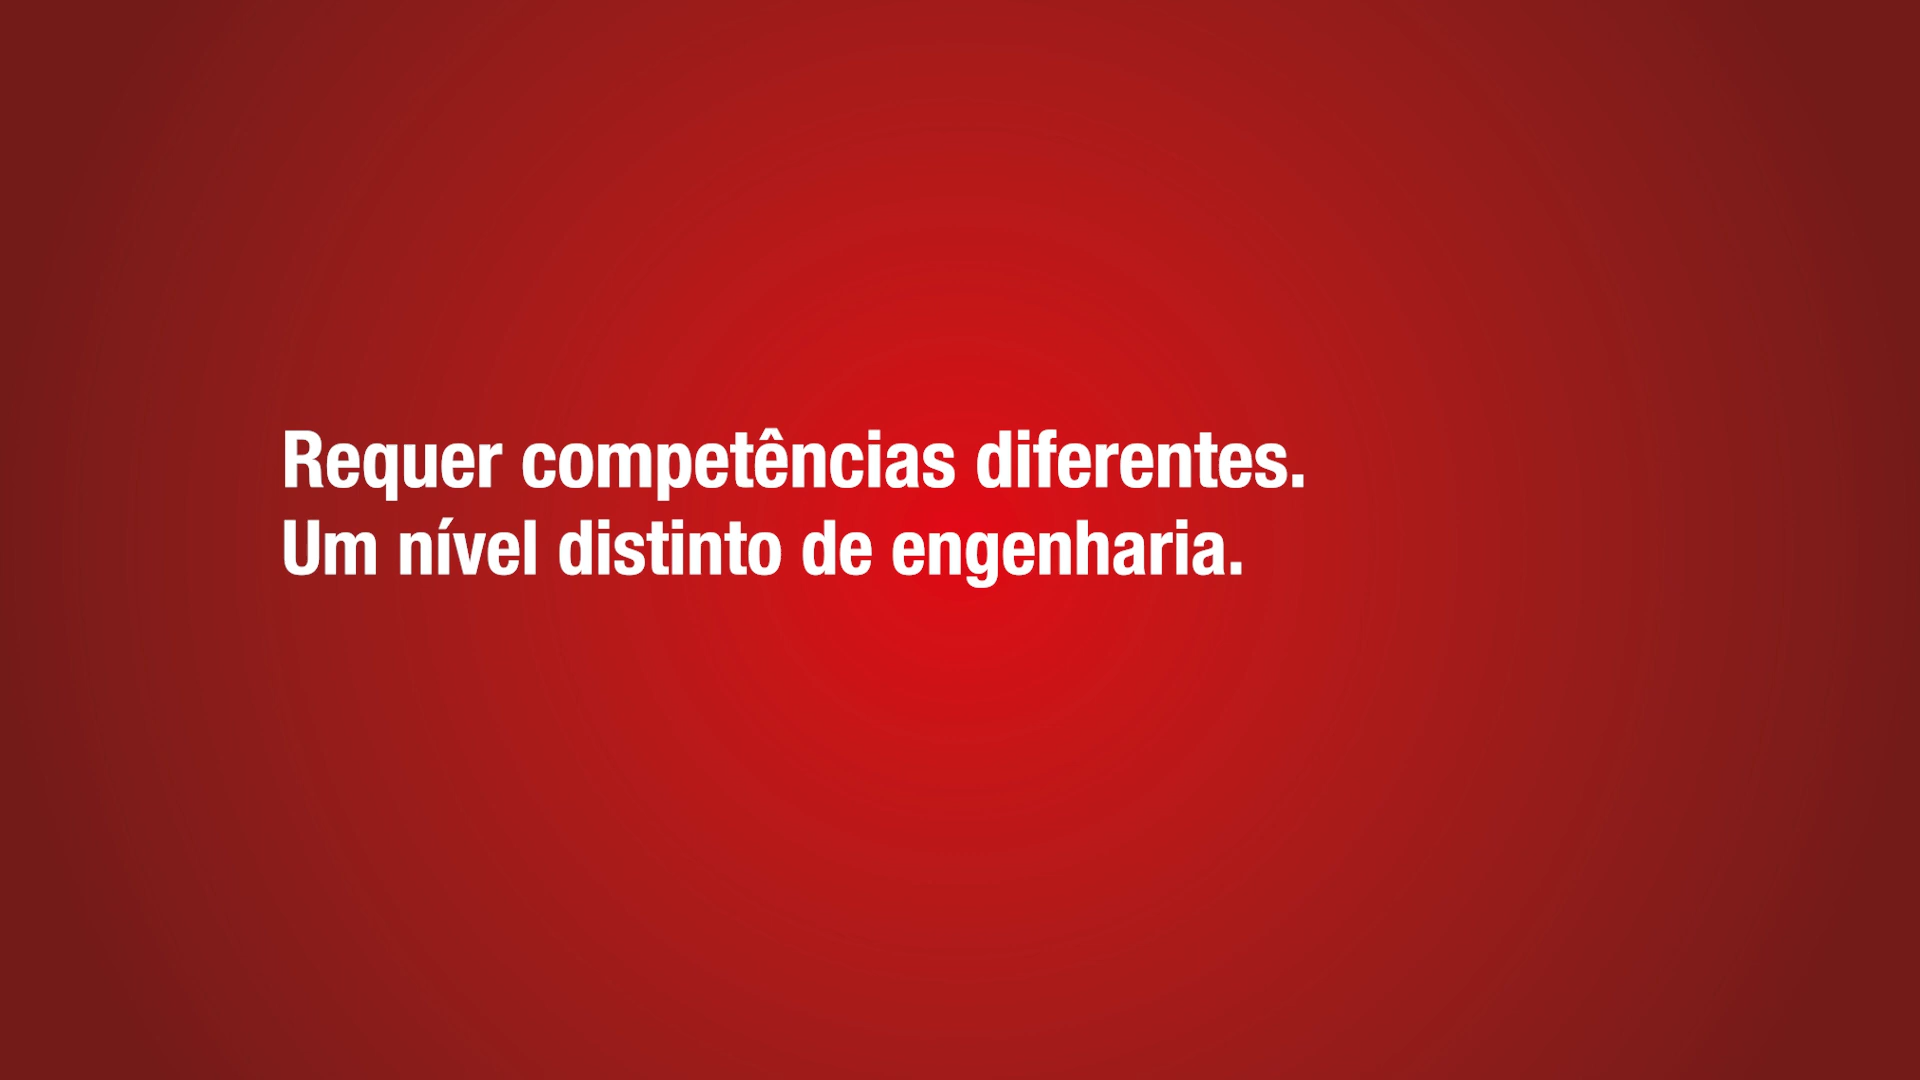 Requer competências diferentes.
Um nível distinto de engenharia.